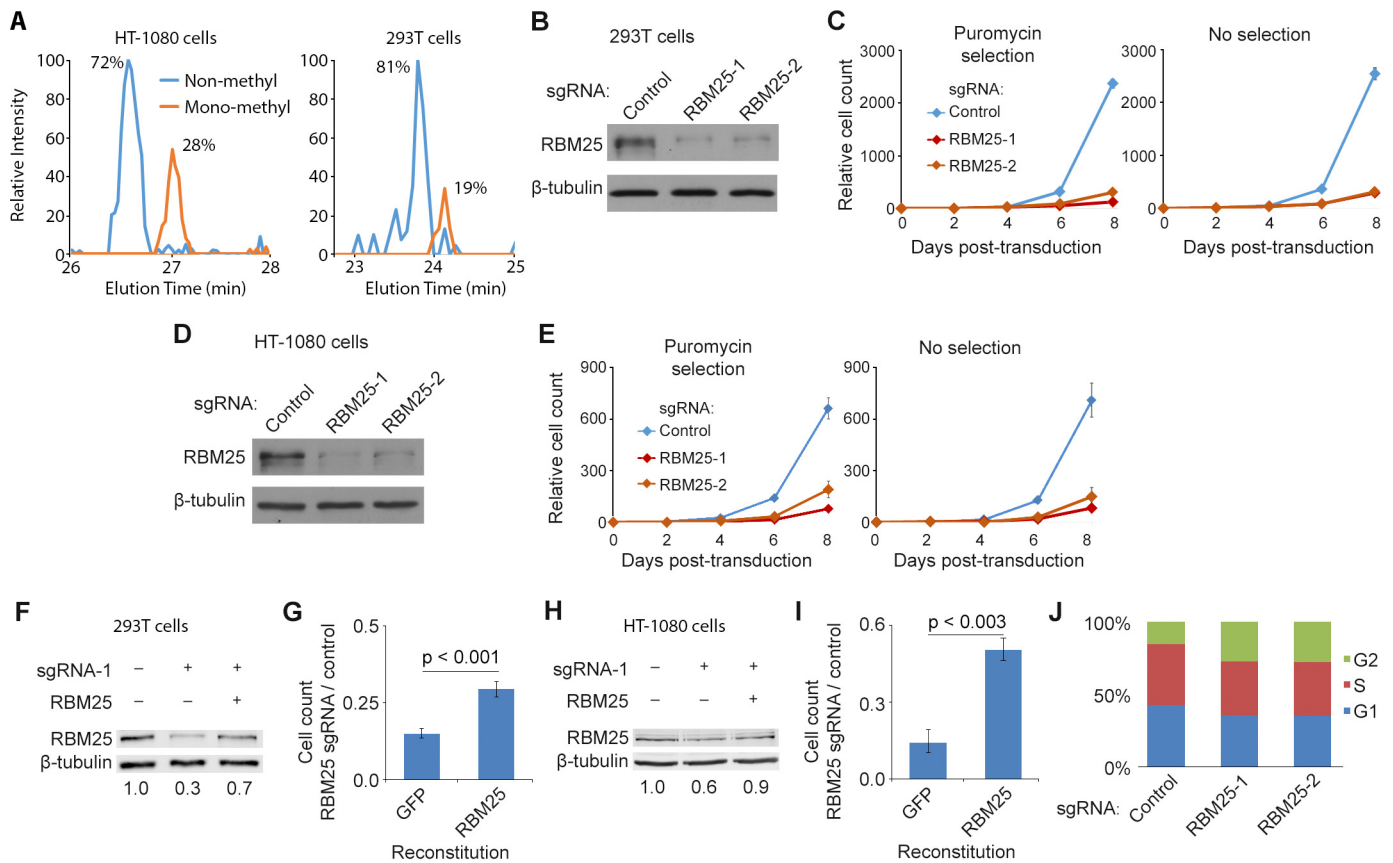 A
HT-1080 cells
293T cells
72%
28%
81%
19%
Non-methyl
Mono-methyl
Relative Intensity
100
80
60
40
20
0
26
27
28
Elution Time (min)
100
80
60
40
20
0
23
24
25
Elution Time (min)
B
293T cells
sgRNA:
Control
RBM25-1
RBM25-2
RBM25
β-tubulin
C
Puromycin
selection
No selection
sgRNA:
Control
RBM25-1
RBM25-2
Relative cell count
3000
2000
1000
0
0 2 4 6 8
Days post-transduction
3000
2000
1000
0
0 2 4 6 8
Days post-transduction
D
HT-1080 cells
sgRNA:
Control
RBM25-1
RBM25-2
RBM25
β-tubulin
E
Puromycin
selection
No selection
sgRNA:
Control
RBM25-1
RBM25-2
Relative cell count
900
600
300
0
0 2 4 6 8
Days post-transduction
900
600
300
0
0 2 4 6 8
Days post-transduction
F
293T cells
sgRNA-1 – + +
RBM25 – – +
RBM25
β-tubulin
1.0 0.3 0.7
G
Cell count
RBM25 sgRNA / control
0.5
0.25
0.0
p < 0.001
GFP
RBM25
Reconstitution
H
HT-1080 cells
sgRNA-1 – + +
RBM25 – – +
RBM25
β-tubulin
1.0 0.6 0.9
I
Cell count
RBM25 sgRNA / control
0.6
0.3
0.0
p < 0.003
GFP
RBM25
Reconstitution
J
100%
50%
0%
G2
S
G1
sgRNA:
Control
RBM25-1
RBM25-2